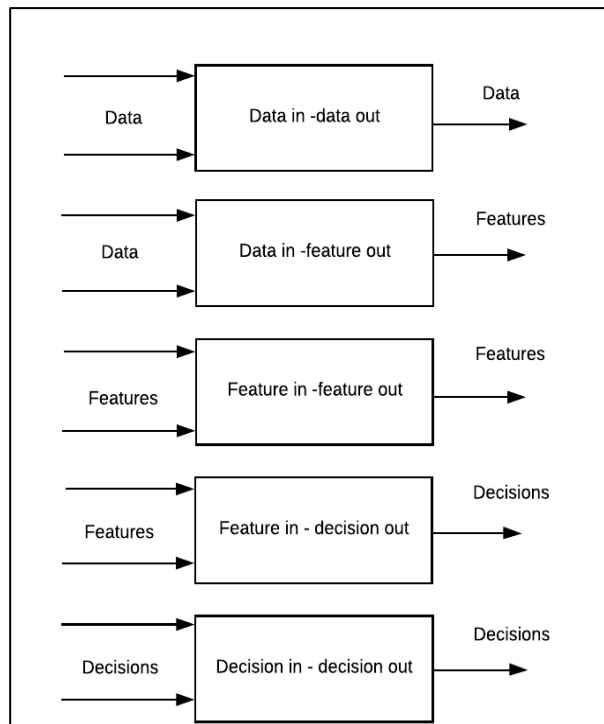 Data
Data in -data out
Data
Data
Data in -feature out
Features
Features
Feature in -feature out
Features
Features
Feature in - decision out
Decisions
Decisions
Decision in - decision out
Decisions